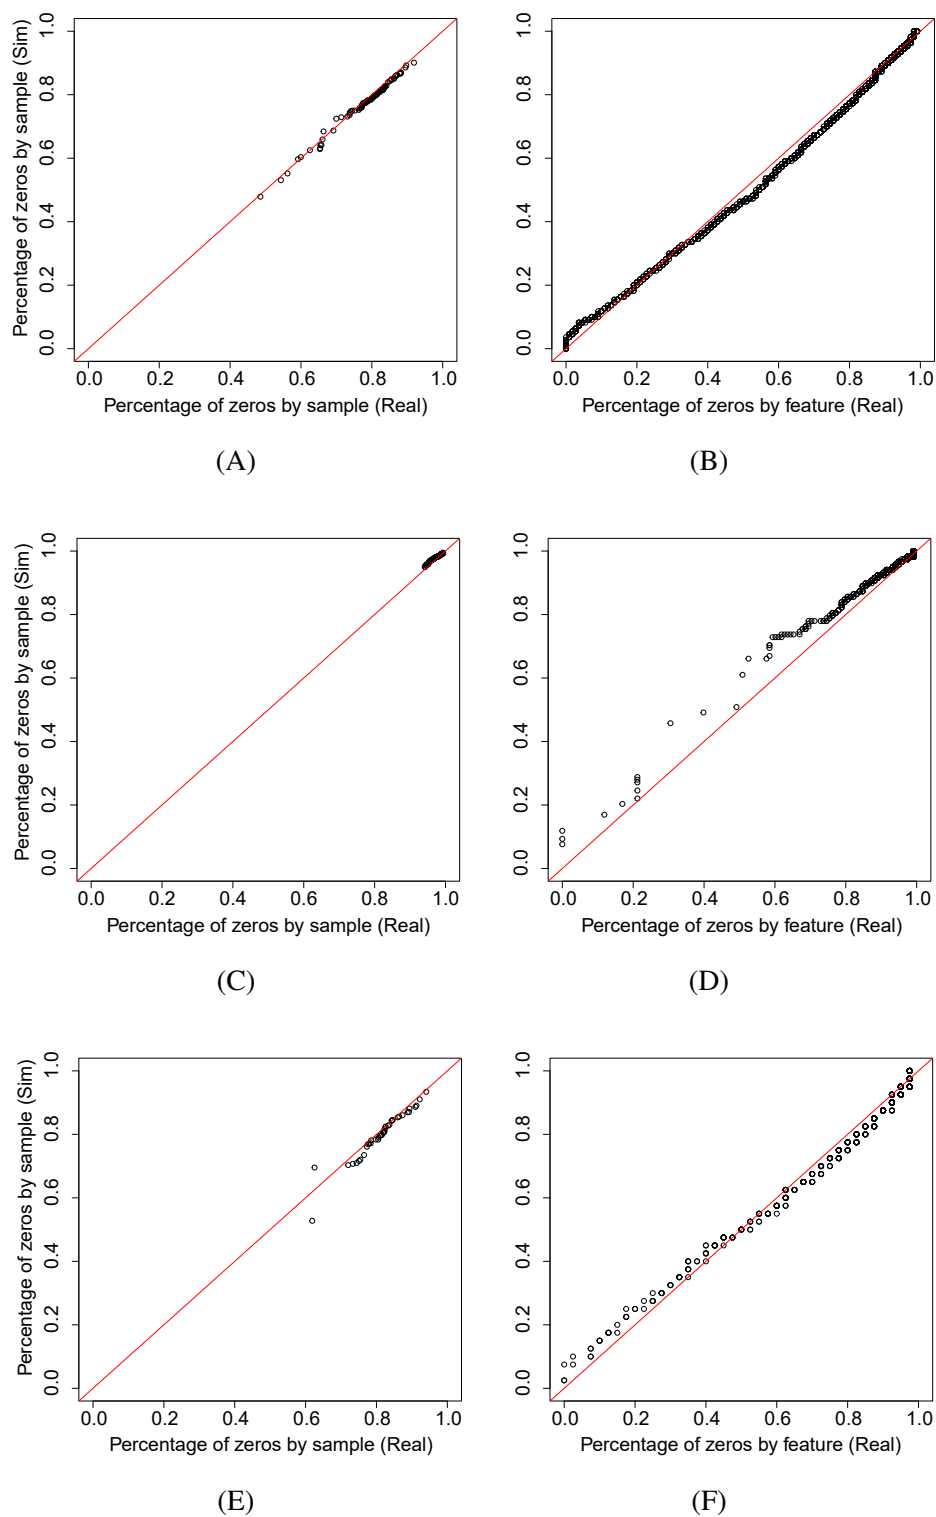 Percentage of zeros by sample (Sim)
1.0
0.8
0.6
0.4
0.2
0.0
0.0 0.2 0.4 0.6 0.8 1.0
Percentage of zeros by sample (Real)
(A)
1.0
0.8
0.6
0.4
0.2
0.0
0.0 0.2 0.4 0.6 0.8 1.0
Percentage of zeros by feature (Real)
(B)
Percentage of zeros by sample (Sim)
1.0
0.8
0.6
0.4
0.2
0.0
0.0 0.2 0.4 0.6 0.8 1.0
Percentage of zeros by sample (Real)
(C)
1.0
0.8
0.6
0.4
0.2
0.0
0.0 0.2 0.4 0.6 0.8 1.0
Percentage of zeros by feature (Real)
(D)
Percentage of zeros by sample (Sim)
1.0
0.8
0.6
0.4
0.2
0.0
0.0 0.2 0.4 0.6 0.8 1.0
Percentage of zeros by sample (Real)
(E)
1.0
0.8
0.6
0.4
0.2
0.0
0.0 0.2 0.4 0.6 0.8 1.0
Percentage of zeros by feature (Real)
(F)